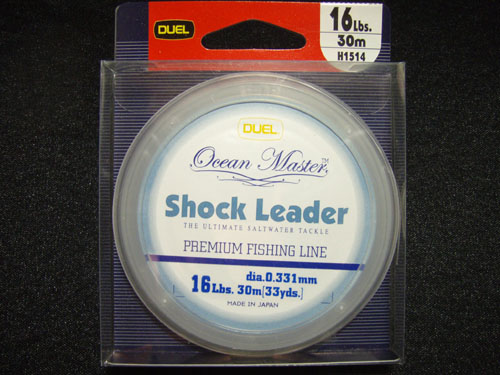 DUEL
16Lbs.
30m
H1514
DUEL
Ocean Master™
Shock Leader
THE ULTIMATE SALTWATER TACKLE
PREMIUM FISHING LINE
dia.0.331mm
16Lbs. 30m[33yds.]
MADE IN JAPAN